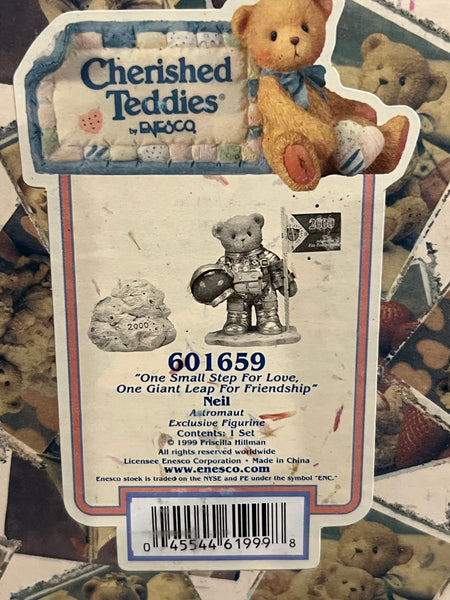 Cherished
Teddies®
by ENESCO
2000
2000
601659
"One Small Step For Love,
One Giant Leap For Friendship"
Neil
Astronaut
Exclusive Figurine
Contents: 1 Set
© 1999 Priscilla Hillman
All rights reserved worldwide
Licensee Enesco Corporation • Made in China
www.enesco.com
Enesco stock is traded on the NYSE and PE under the symbol "ENC."
0 45544 61999 8